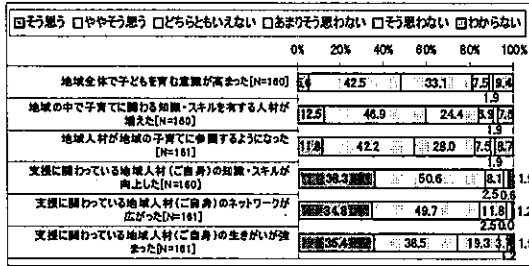 □そう思う □ややそう思う □どちらともいえない □あまりそう思わない □そう思わない □わからない
0% 20% 40% 60% 80% 100%
地域全体で子どもを育む意識が高まった[N=160]
5.6 42.5 33.1 7.5 9.4
1.9
地域の中で子育てに関わる知識・スキルを有する人材が
増えた[N=160]
12.5 46.9 24.4
1.9
地域人材が地域の子育てに参画するようになった
[N=161]
11.8 42.2 28.0 7.5 8.7
1.9
支援に関わっている地域人材(ご自身)の知識・スキルが
向上した[N=160]
36.3 50.6 8.1
2.5 0.6
支援に関わっている地域人材(ご自身)のネットワークが
広がった[N=161]
34.8 49.7 11.8 1.2
2.5 0.0
支援に関わっている地域人材(ご自身)の生きがいが強
まった[N=161]
35.4 38.5 19.3 3.7
1.2